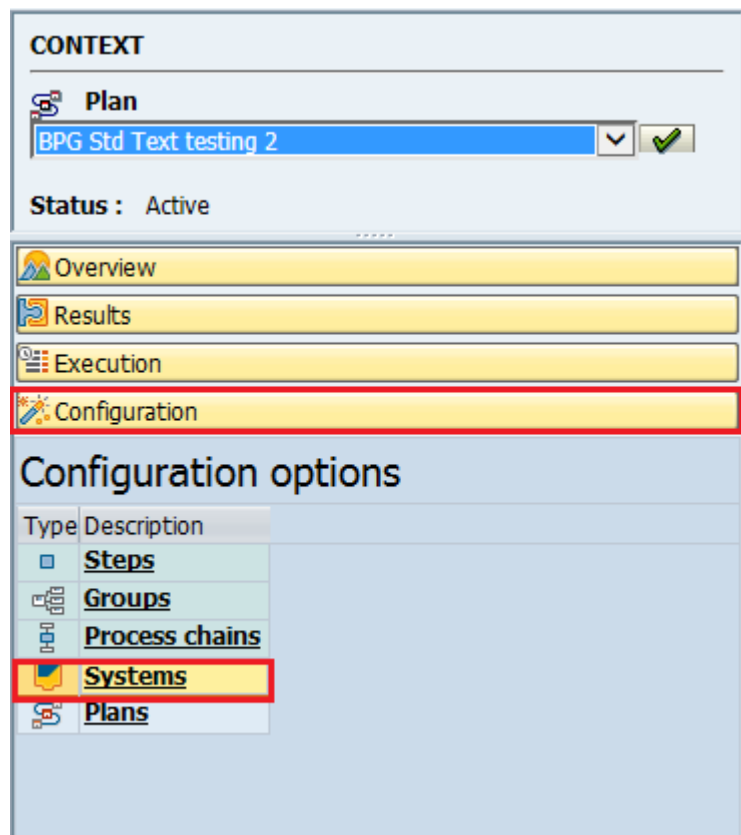 CONTEXT
Plan
BPG Std Text testing 2
Status : Active
Overview
Results
Execution
Configuration
Configuration options
Type Description
Steps
Groups
Process chains
Systems
Plans